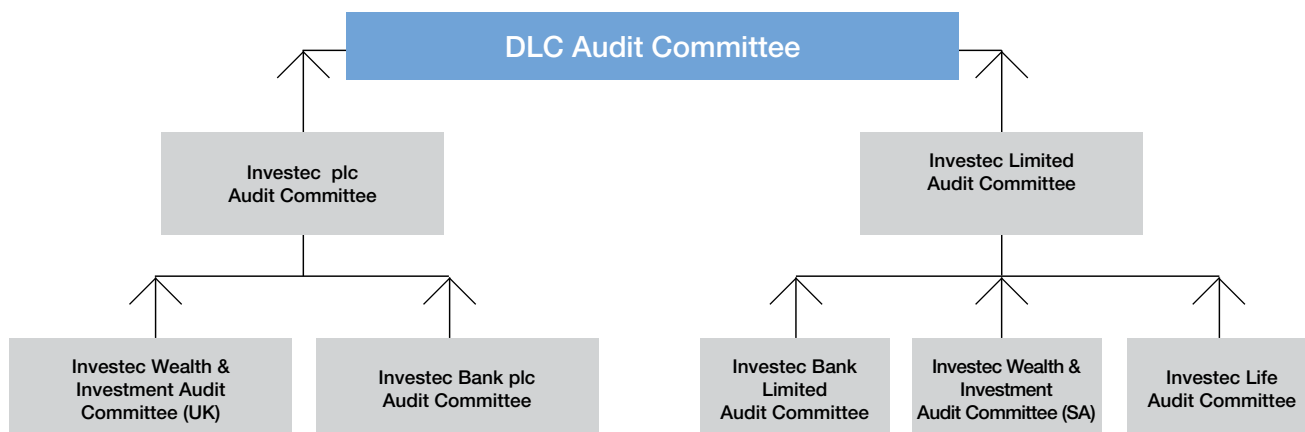 DLC Audit Committee
Investec plc
Audit Committee
Investec Limited
Audit Committee
Investec Wealth &
Investment Audit
Committee (UK)
Investec Bank plc
Audit Committee
Investec Bank
Limited
Audit Committee
Investec Wealth &
Investment
Audit Committee (SA)
Investec Life
Audit Committee